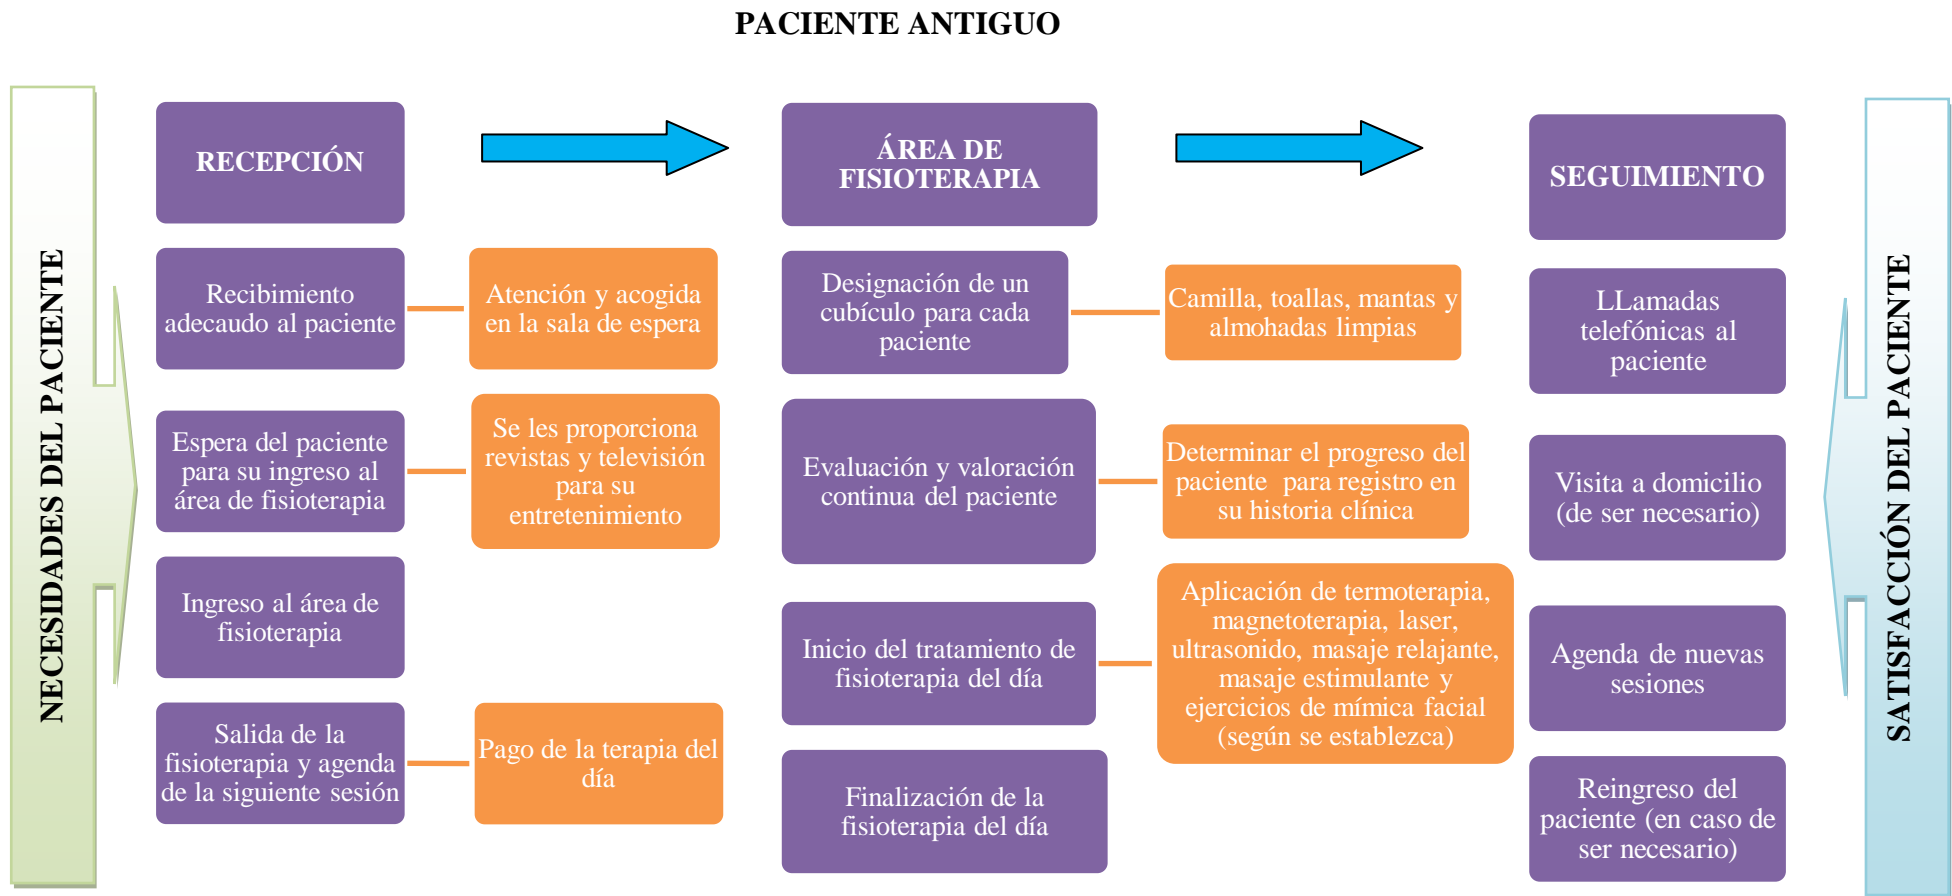 PACIENTE ANTIGUO
NECESIDADES DEL PACIENTE
RECEPCIÓN
Recibimiento
adecaudo al paciente
Atención y acogida
en la sala de espera
Espera del paciente
para su ingreso al
área de fisioterapia
Se les proporciona
revistas y televisión
para su
entretenimiento
Ingreso al área de
fisioterapia
Salida de la
fisioterapia y agenda
de la siguiente sesión
Pago de la terapia del
día
ÁREA DE
FISIOTERAPIA
Designación de un
cubículo para cada
paciente
Camilla, toallas, mantas y
almohadas limpias
Evaluación y valoración
continua del paciente
Determinar el progreso del
paciente para registro en
su historia clínica
Inicio del tratamiento de
fisioterapia del día
Aplicación de termoterapia,
magnetoterapia, laser,
ultrasonido, masaje relajante,
masaje estimulante y
ejercicios de mímica facial
(según se establezca)
Finalización de la
fisioterapia del día
SEGUIMIENTO
LLamadas
telefónicas al
paciente
Visita a domicilio
(de ser necesario)
Agenda de nuevas
sesiones
Reingreso del
paciente (en caso de
ser necesario)
SATISFACCIÓN DEL PACIENTE